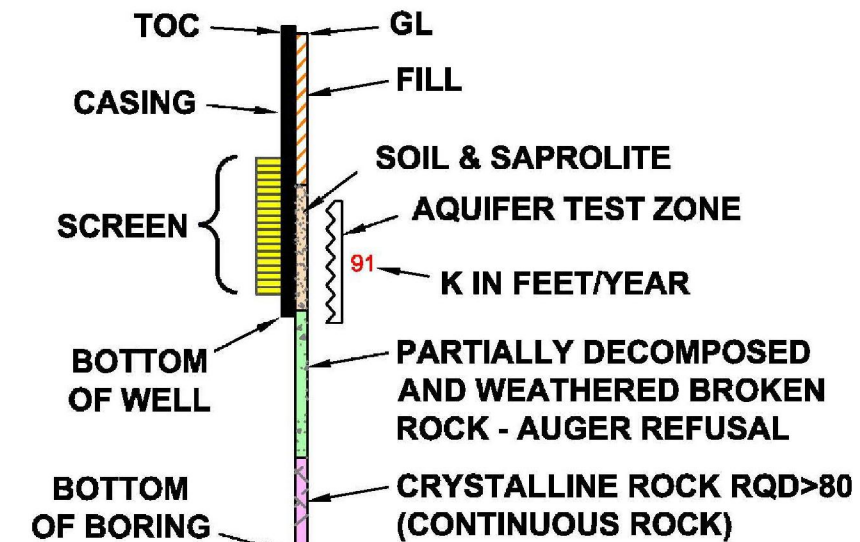 TOC
GL
CASING
FILL
SOIL & SAPROLITE
SCREEN
AQUIFER TEST ZONE
91
K IN FEET/YEAR
BOTTOM
OF WELL
PARTIALLY DECOMPOSED
AND WEATHERED BROKEN
ROCK - AUGER REFUSAL
BOTTOM
OF BORING
CRYSTALLINE ROCK RQD>80
(CONTINUOUS ROCK)